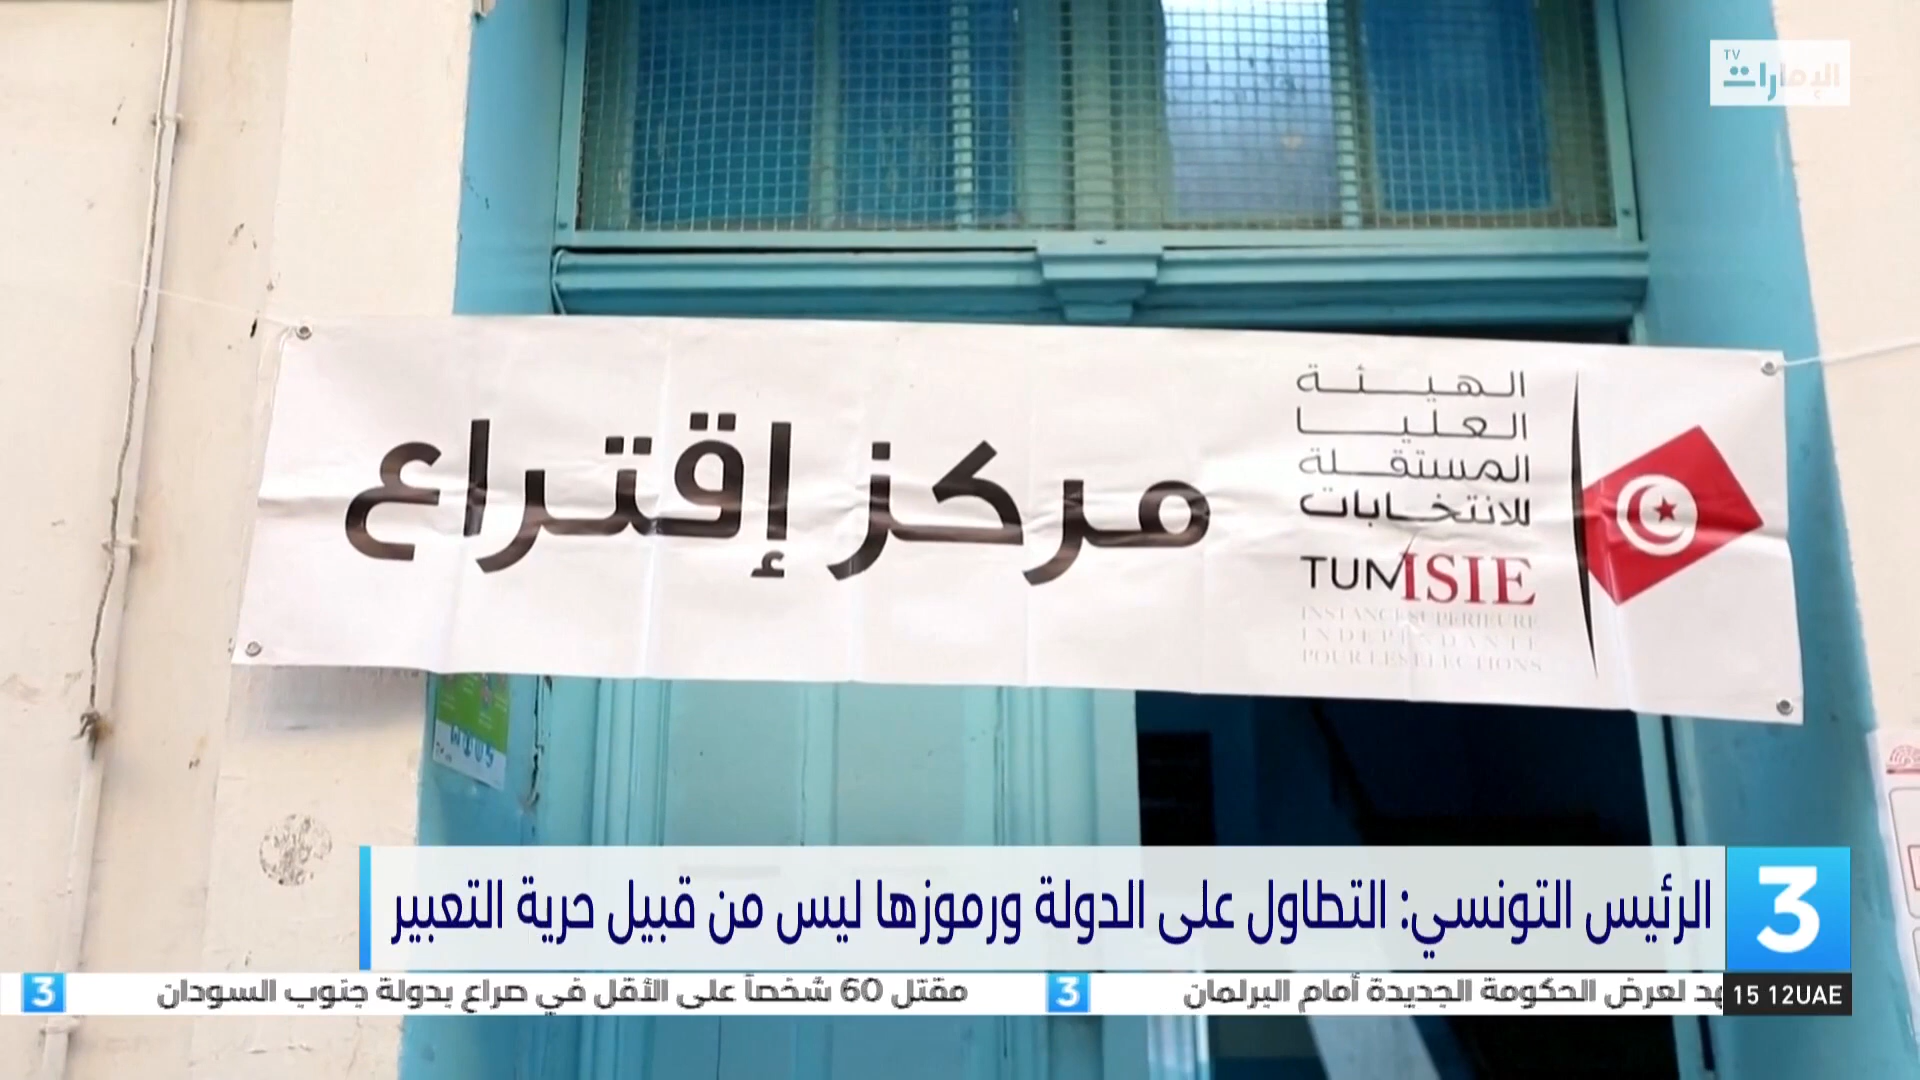 TV
الإمارات
الهيئة
العليا
المستقلة
للانتخابات
TUNISIE
INSTANCE SUPERIEURE
INDEPENDANTE
POUR LES ELECTIONS
مركز إقتراع
3
الرئيس التونسي: التطاول على الدولة ورموزها ليس من قبيل حرية التعبير
15 12UAE
لعرض الحكومة الجديدة أمام البرلمان 3 مقتل 60 شخصاً على الأقل في صراع بدولة جنوب السودان 3